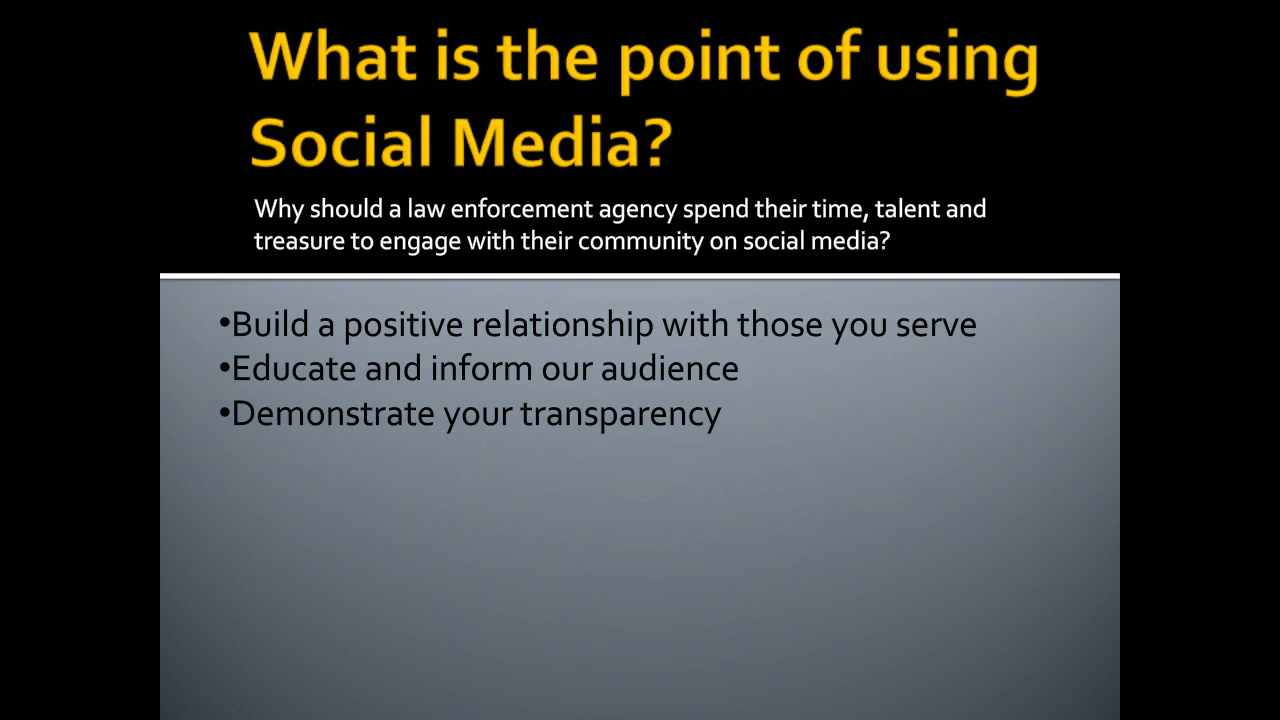 What is the point of using
Social Media?
Why should a law enforcement agency spend their time, talent and
treasure to engage with their community on social media?
•Build a positive relationship with those you serve
•Educate and inform our audience
•Demonstrate your transparency